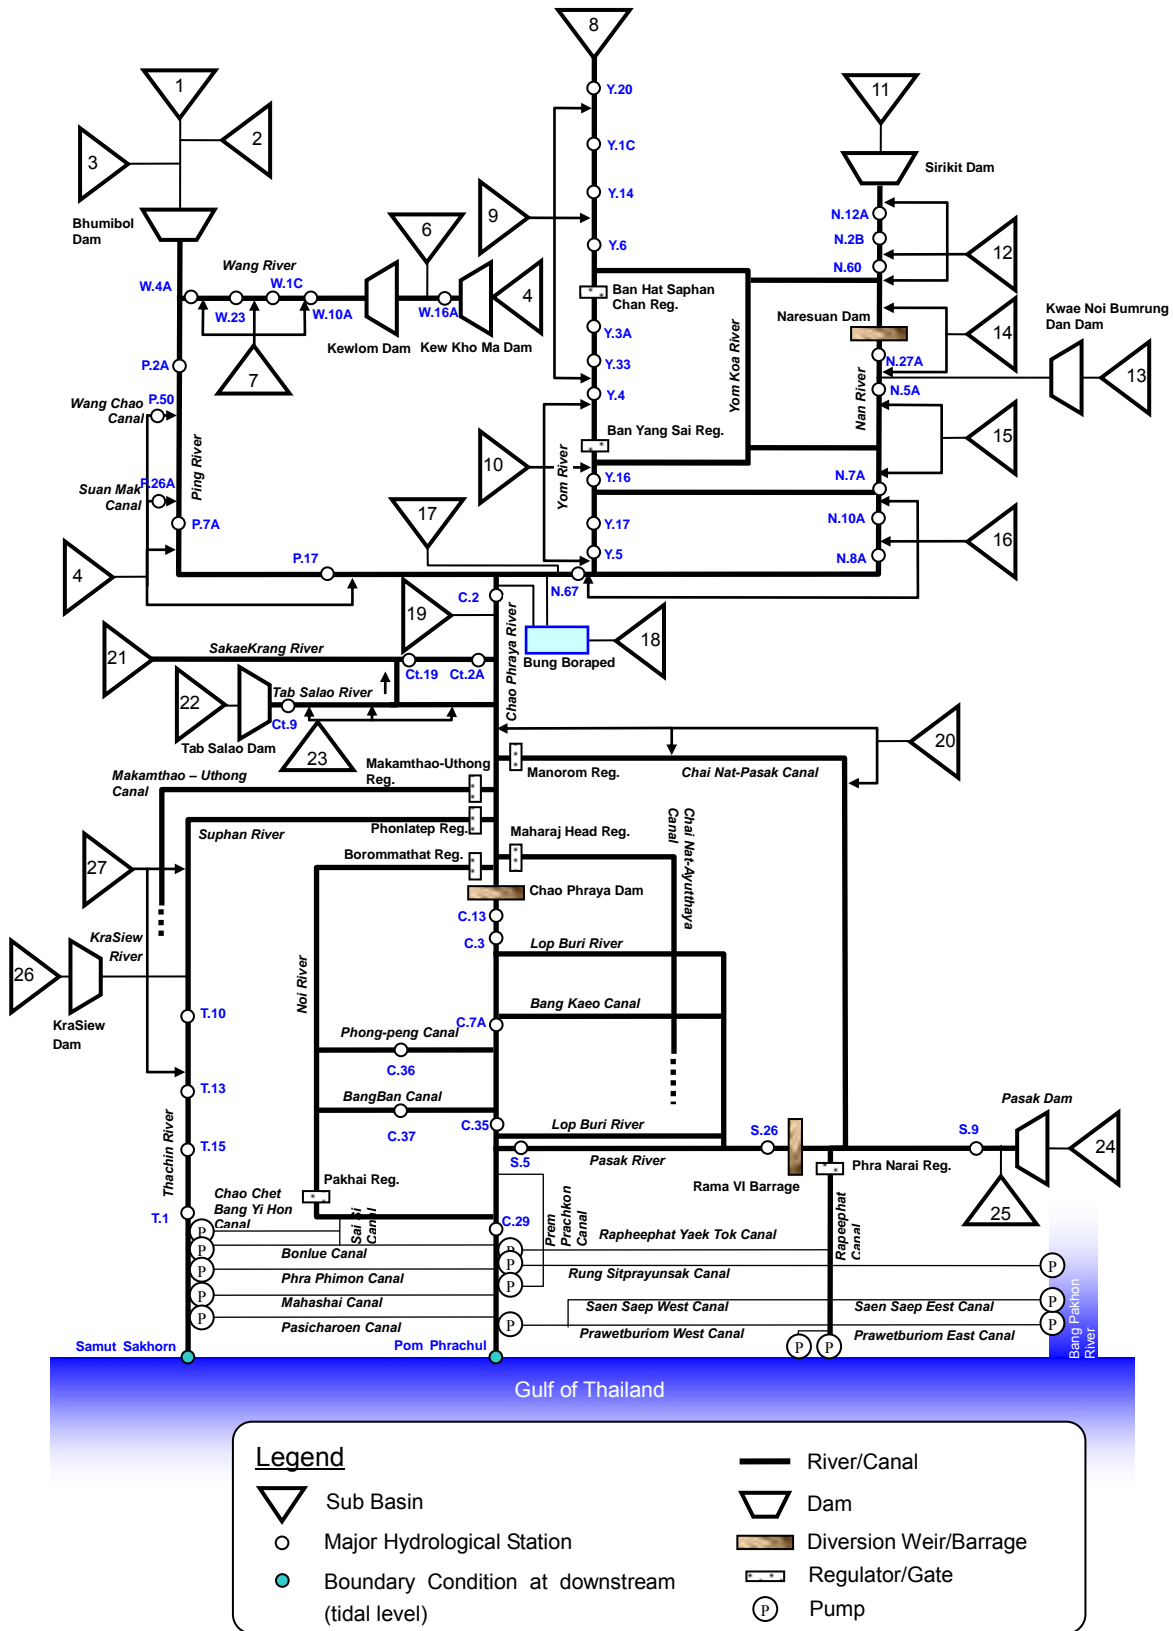 8
1
2
3
11
Y.20
Y.1C
Y.14
Y.6
9
Sirikit Dam
N.12A
N.2B
N.60
12
Bhumibol
Dam
6
Wang River
W.4A
W.23
W.1C
W.10A
W.16A
4
Kewlom Dam
Kew Kho Ma Dam
7
Ban Hat Saphan
Chan Reg.
Y.3A
Y.33
Y.4
Yom Koa River
Naresuan Dam
Kwae Noi Bumrung
Dan Dam
14
N.27A
N.5A
13
Nan River
P.2A
P.50
Wang Chao
Canal
Ping River
P.26A
Suan Mak
Canal
P.7A
10
Yom River
Ban Yang Sai Reg.
Y.16
15
N.7A
17
Y.17
Y.5
N.10A
N.8A
16
4
P.17
N.67
C.2
19
Chao Phraya River
18
Bung Boraped
21
SakaeKrang River
Ct.19
Ct.2A
22
Tab Salao River
Ct.9
Tab Salao Dam
23
20
Makamthao – Uthong
Canal
Makamthao-Uthong
Reg.
Manorom Reg.
Chai Nat-Pasak Canal
Suphan River
Phonlatep Reg.
Maharaj Head Reg.
Chai Nat-Ayutthaya
Canal
Borommathat Reg.
27
Chao Phraya Dam
C.13
C.3
KraSiew
River
26
KraSiew
Dam
Noi River
Lop Buri River
T.10
Bang Kaeo Canal
C.7A
Phong-peng Canal
C.36
T.13
BangBan Canal
C.37
C.35
Lop Buri River
Pasak Dam
T.15
Thachin River
S.5
Pasak River
S.26
S.9
24
Rama VI Barrage
Phra Narai Reg.
25
Pakhai Reg.
Chao Chet
Bang Yi Hon
Canal
T.1
Sai Si
Canal
C.29
Prem
Prachkon
Canal
Rapheephat Yaek Tok Canal
Rapeephat
Canal
P
P
Bonlue Canal
P
P
Rung Sitprayunsak Canal
P
P
Phra Phimon Canal
P
P
Mahashai Canal
Saen Saep West Canal
Saen Saep Eest Canal
P
P
Pasicharoen Canal
P
Prawetburiom West Canal
Prawetburiom East Canal
P
P
P
Bang Pakhon
River
Samut Sakhorn
Pom Phrachul
Gulf of Thailand
Legend
Sub Basin
Major Hydrological Station
Boundary Condition at downstream
(tidal level)
River/Canal
Dam
Diversion Weir/Barrage
Regulator/Gate
P
Pump